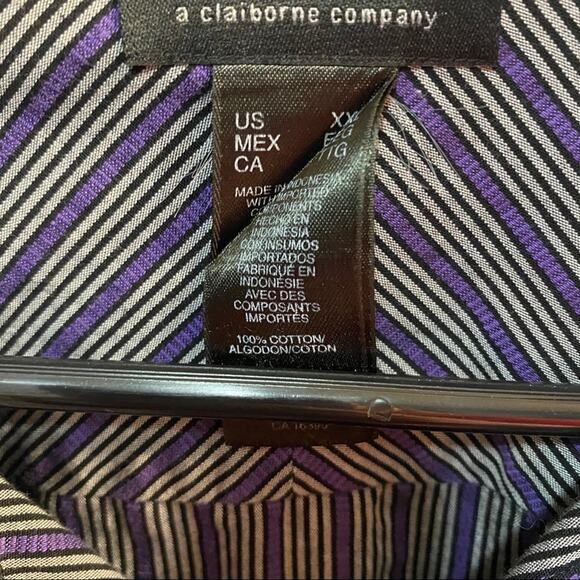 a claiborne company
US XX
MEX
CA
MADE IN INDONESIA
WITH IMPORTED
COMPONENTS
HECHO EN
INDONESIA
CON INSUMOS
IMPORTADOS
FABRIQUÉ EN
INDONÉSIE
AVEC DES
COMPOSANTS
IMPORTÉS
100% COTTON/
ALGODON/COTON